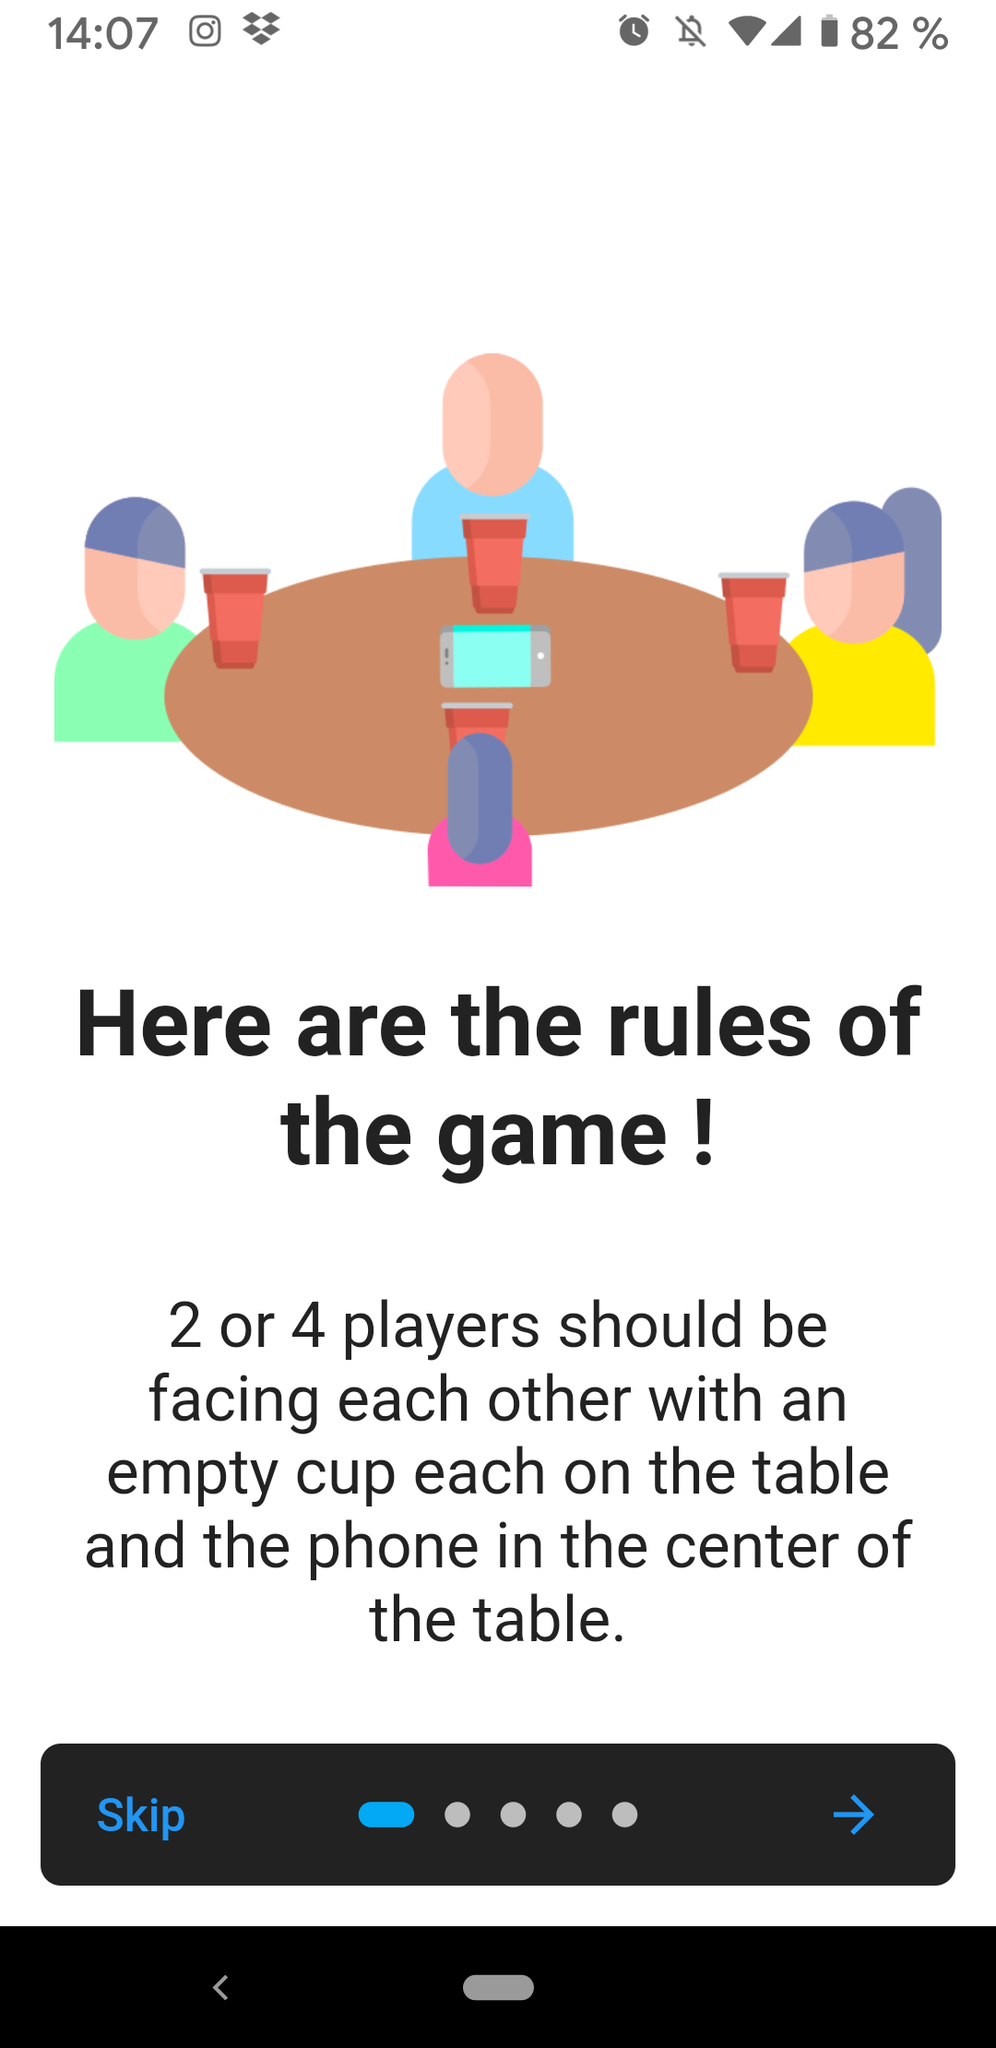 14:07 82 %
Here are the rules of
the game !
2 or 4 players should be
facing each other with an
empty cup each on the table
and the phone in the center of
the table.
Skip